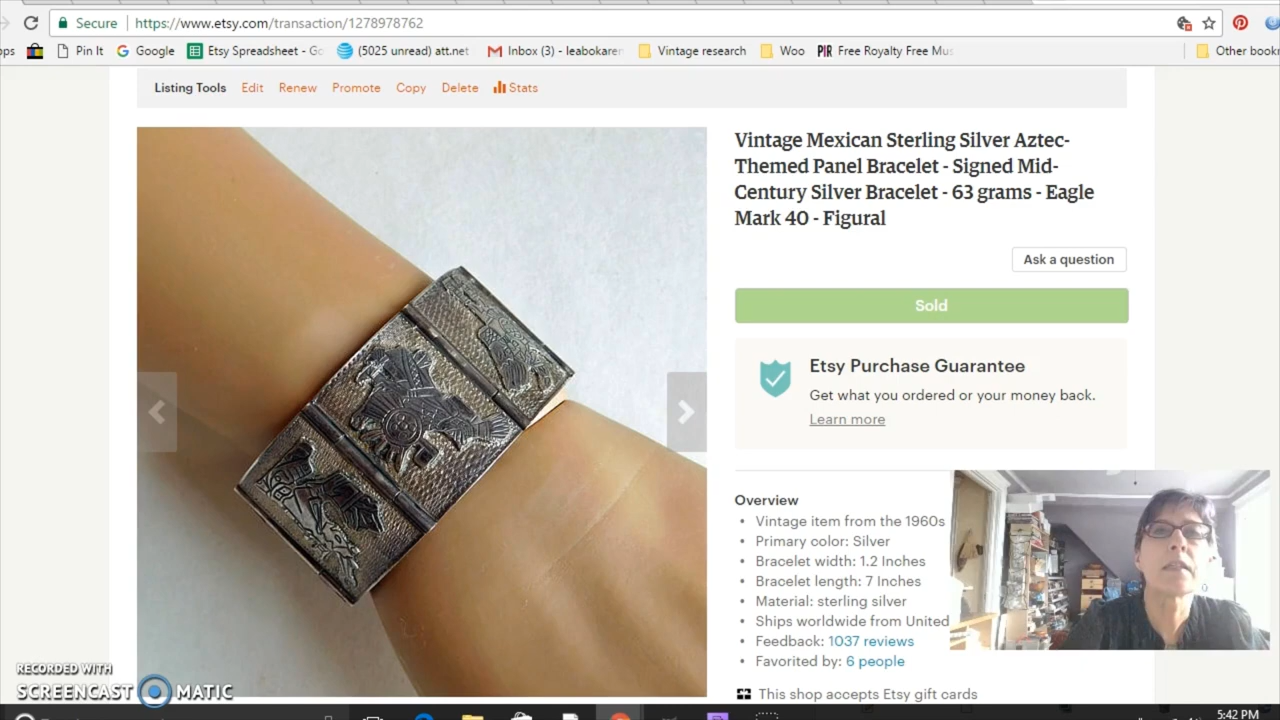 Secure
https://www.etsy.com/transaction/1278978762
ops
Pin It
Google
Etsy Spreadsheet - Go
(5025 unread) att.net
Inbox (3) - leabokaren
Vintage research
Woo
PIR Free Royalty Free Mus
Other book
Listing Tools
Edit
Renew
Promote
Copy
Delete
Stats
Vintage Mexican Sterling Silver Aztec-
Themed Panel Bracelet - Signed Mid-
Century Silver Bracelet - 63 grams - Eagle
Mark 40 - Figural
Ask a question
Sold
Etsy Purchase Guarantee
Get what you ordered or your money back.
Learn more
Overview
• Vintage item from the 1960s
• Primary color: Silver
• Bracelet width: 1.2 Inches
• Bracelet length: 7 Inches
• Material: sterling silver
• Ships worldwide from United
• Feedback: 1037 reviews
• Favorited by: 6 people
This shop accepts Etsy gift cards
RECORDED WITH
SCREENCAST MATIC
5:42 PM